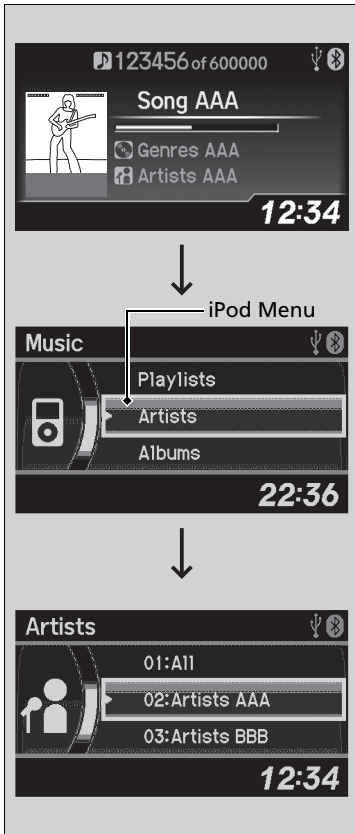 123456 of 600000
Song AAA
Genres AAA
Artists AAA
12:34
iPod Menu
Music
Playlists
Artists
Albums
22:36
Artists
01:All
02:Artists AAA
03:Artists BBB
12:34